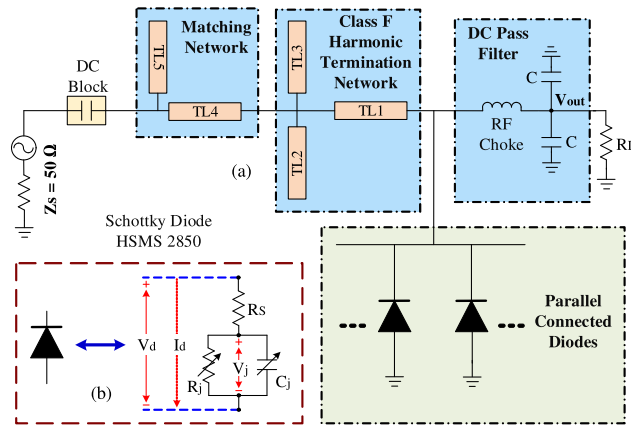 Matching
Network
Class F
Harmonic
Termination
Network
DC Pass
Filter
DC
Block
TL5
TL4
TL3
TL2
TL1
C
Vout
RF
Choke
C
Zs = 50 Ω
(a)
Schottky Diode
HSMS 2850
+
Vd
−
Id
RS
Rj
+
Vj
−
Cj
(b)
Parallel
Connected
Diodes